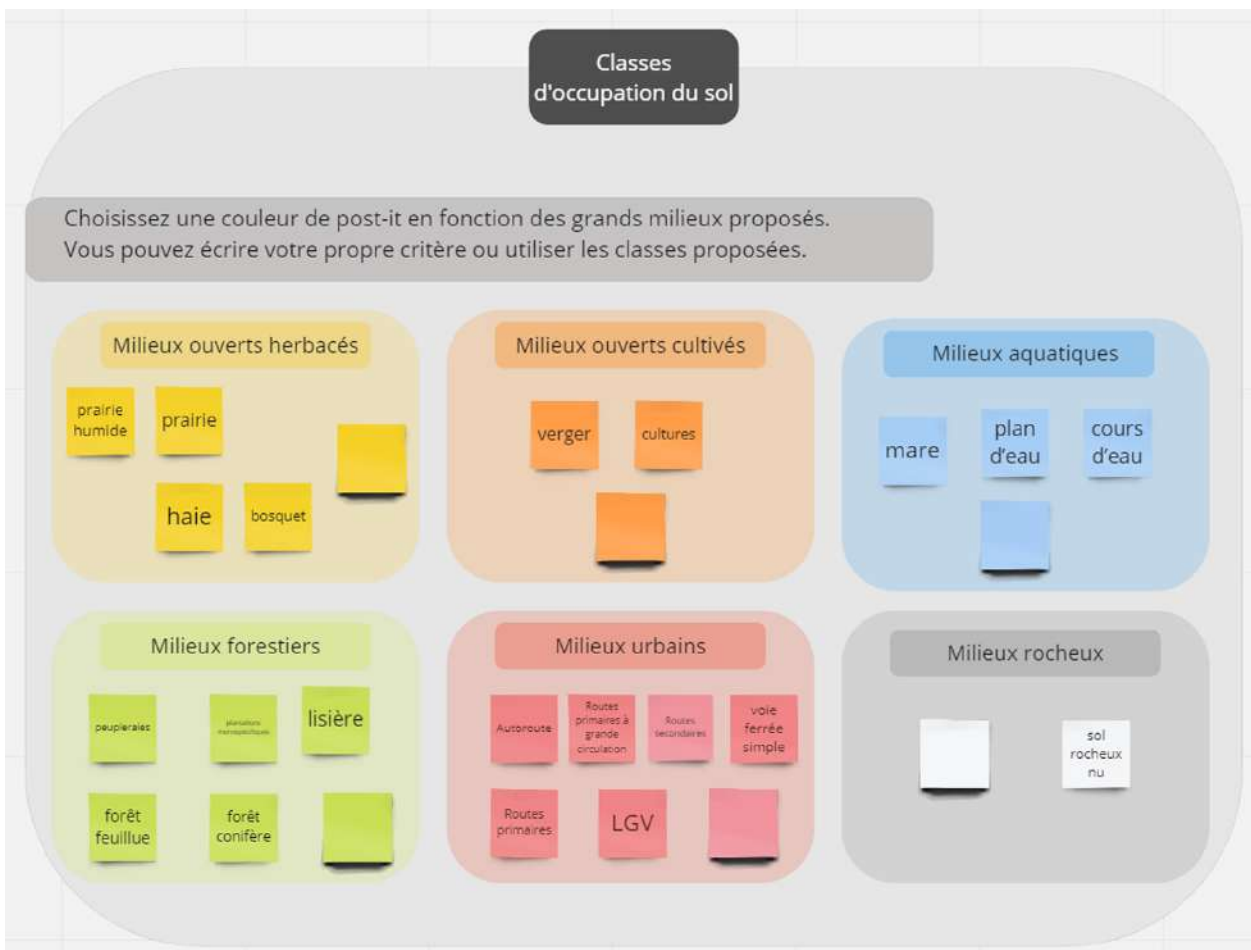 Classes
d'occupation du sol
Choisissez une couleur de post-it en fonction des grands milieux proposés.
Vous pouvez écrire votre propre critère ou utiliser les classes proposées.
Milieux ouverts herbacés
prairie
humide
prairie
haie
bosquet
Milieux ouverts cultivés
verger
cultures
Milieux aquatiques
mare
plan
d'eau
cours
d'eau
Milieux forestiers
peupleraies
plantations
monospécifiques
lisière
forêt
feuillue
forêt
conifère
Milieux urbains
Autoroute
Routes
primaires à
grande
circulation
Routes
secondaires
voie
ferrée
simple
Routes
primaires
LGV
Milieux rocheux
sol
rocheux
nu